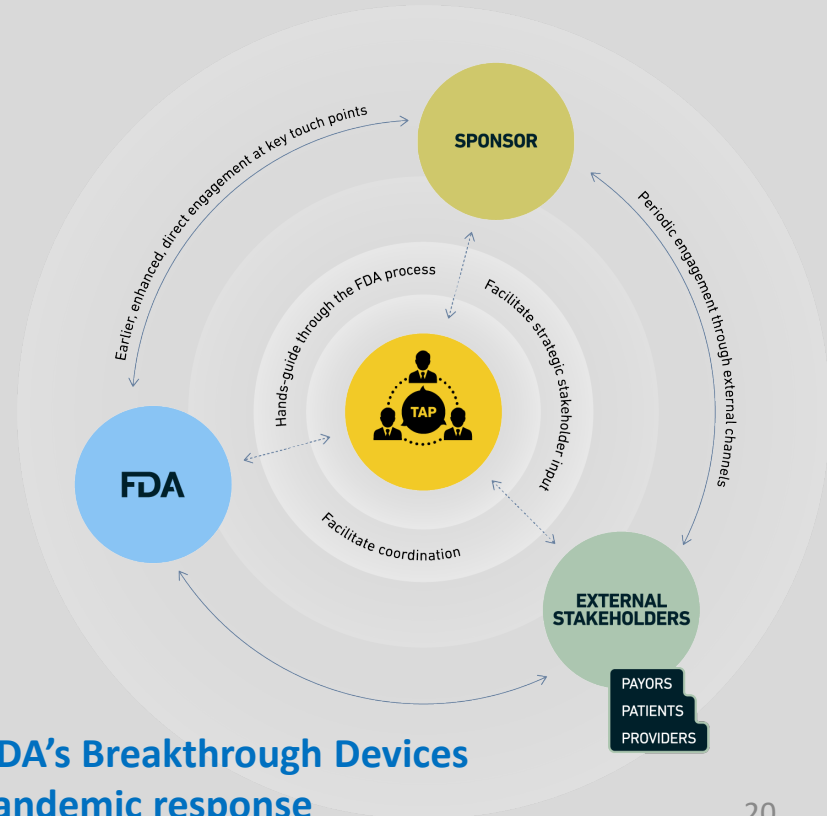 SPONSOR
Earlier, enhanced, direct engagement at key touch points
Periodic engagement through external channels
Hands-guide through the FDA process
Facilitate strategic stakeholder input
TAP
FDA
Facilitate coordination
EXTERNAL
STAKEHOLDERS
PAYORS
PATIENTS
PROVIDERS
DA's Breakthrough Devices
andemic response
20